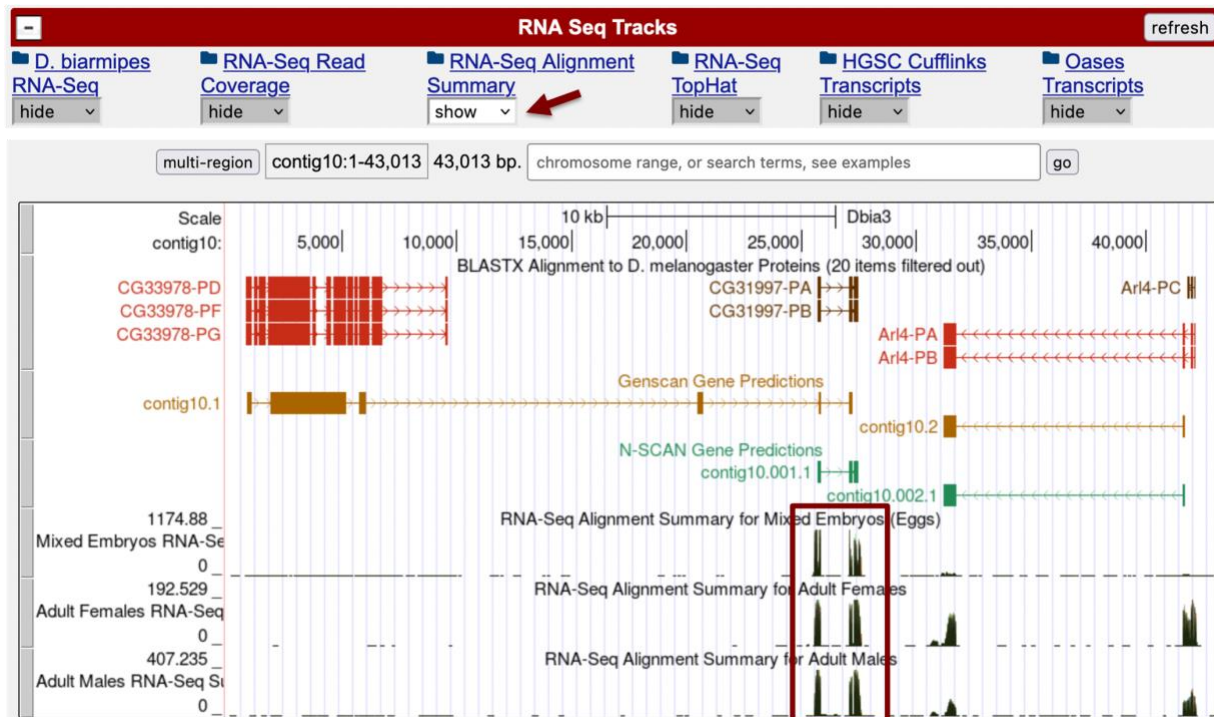 RNA Seq Tracks
refresh
D. biarmipes RNA-Seq
hide
RNA-Seq Read Coverage
hide
RNA-Seq Alignment Summary
show
RNA-Seq TopHat
hide
HGSC Cufflinks Transcripts
hide
Oases Transcripts
hide
multi-region contig10:1-43,013 43,013 bp. chromosome range, or search terms, see examples go
Scale 10 kb Dbia3
contig10: 5,000 10,000 15,000 20,000 25,000 30,000 35,000 40,000
BLASTX Alignment to D. melanogaster Proteins (20 items filtered out)
CG33978-PD CG31997-PA Arl4-PC
CG33978-PF CG31997-PB
CG33978-PG Arl4-PA
Arl4-PB
Genscan Gene Predictions
contig10.1
contig10.2
N-SCAN Gene Predictions
contig10.001.1
contig10.002.1
1174.88 _ RNA-Seq Alignment Summary for Mixed Embryos (Eggs)
Mixed Embryos RNA-Se
0 _
192.529 _ RNA-Seq Alignment Summary for Adult Females
Adult Females RNA-Seq
0 _
407.235 _ RNA-Seq Alignment Summary for Adult Males
Adult Males RNA-Seq Su
0 _